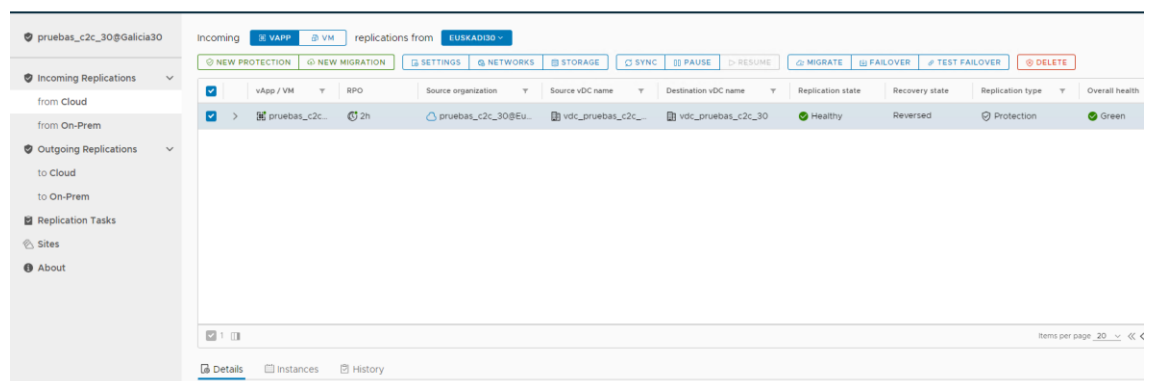 pruebas_c2c_30@Galicia30
Incoming Replications
from Cloud
from On-Prem
Outgoing Replications
to Cloud
to On-Prem
Replication Tasks
Sites
About
Incoming VAPP VM replications from EUSKADI30
NEW PROTECTION NEW MIGRATION SETTINGS NETWORKS STORAGE SYNC PAUSE RESUME MIGRATE FAILOVER TEST FAILOVER DELETE
vApp / VM RPO Source organization Source vDC name Destination vDC name Replication state Recovery state Replication type Overall health
pruebas_c2c... 2h pruebas_c2c_30@Eu... vdc_pruebas_c2c_... vdc_pruebas_c2c_30 Healthy Reversed Protection Green
1 Items per page 20
Details Instances History